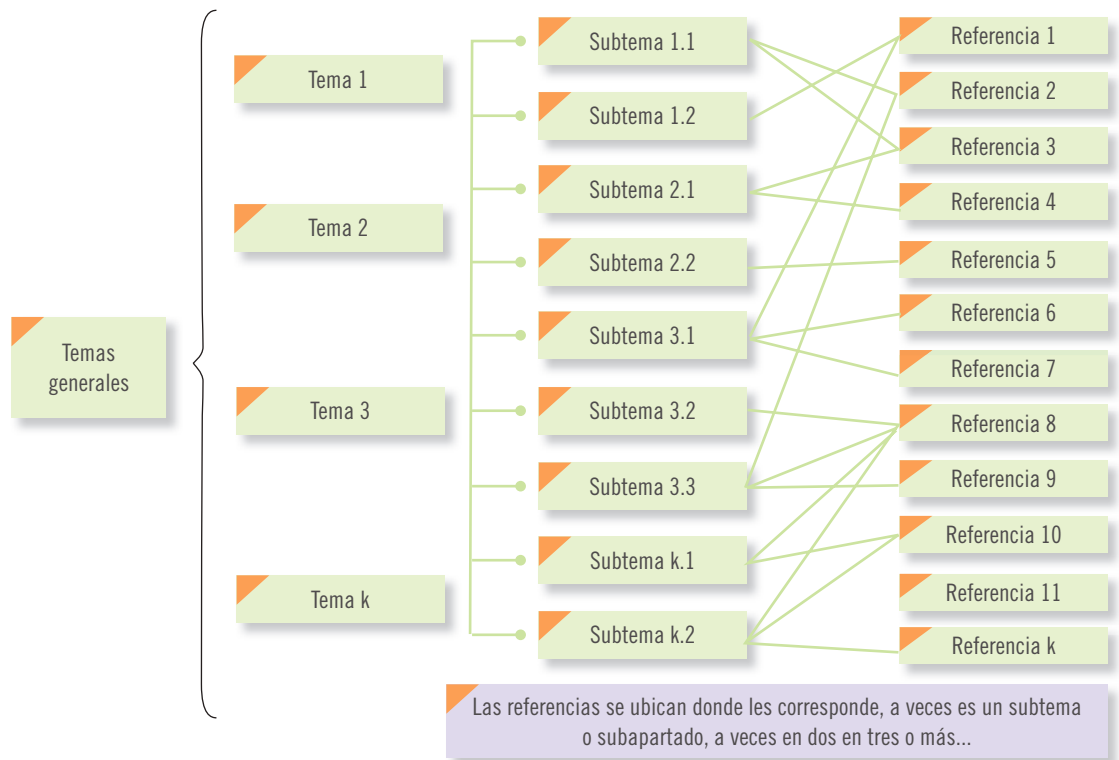 Temas
generales
Tema 1
Tema 2
Tema 3
Tema k
Subtema 1.1
Subtema 1.2
Subtema 2.1
Subtema 2.2
Subtema 3.1
Subtema 3.2
Subtema 3.3
Subtema k.1
Subtema k.2
Referencia 1
Referencia 2
Referencia 3
Referencia 4
Referencia 5
Referencia 6
Referencia 7
Referencia 8
Referencia 9
Referencia 10
Referencia 11
Referencia k
Las referencias se ubican donde les corresponde, a veces es un subtema
o subapartado, a veces en dos en tres o más...